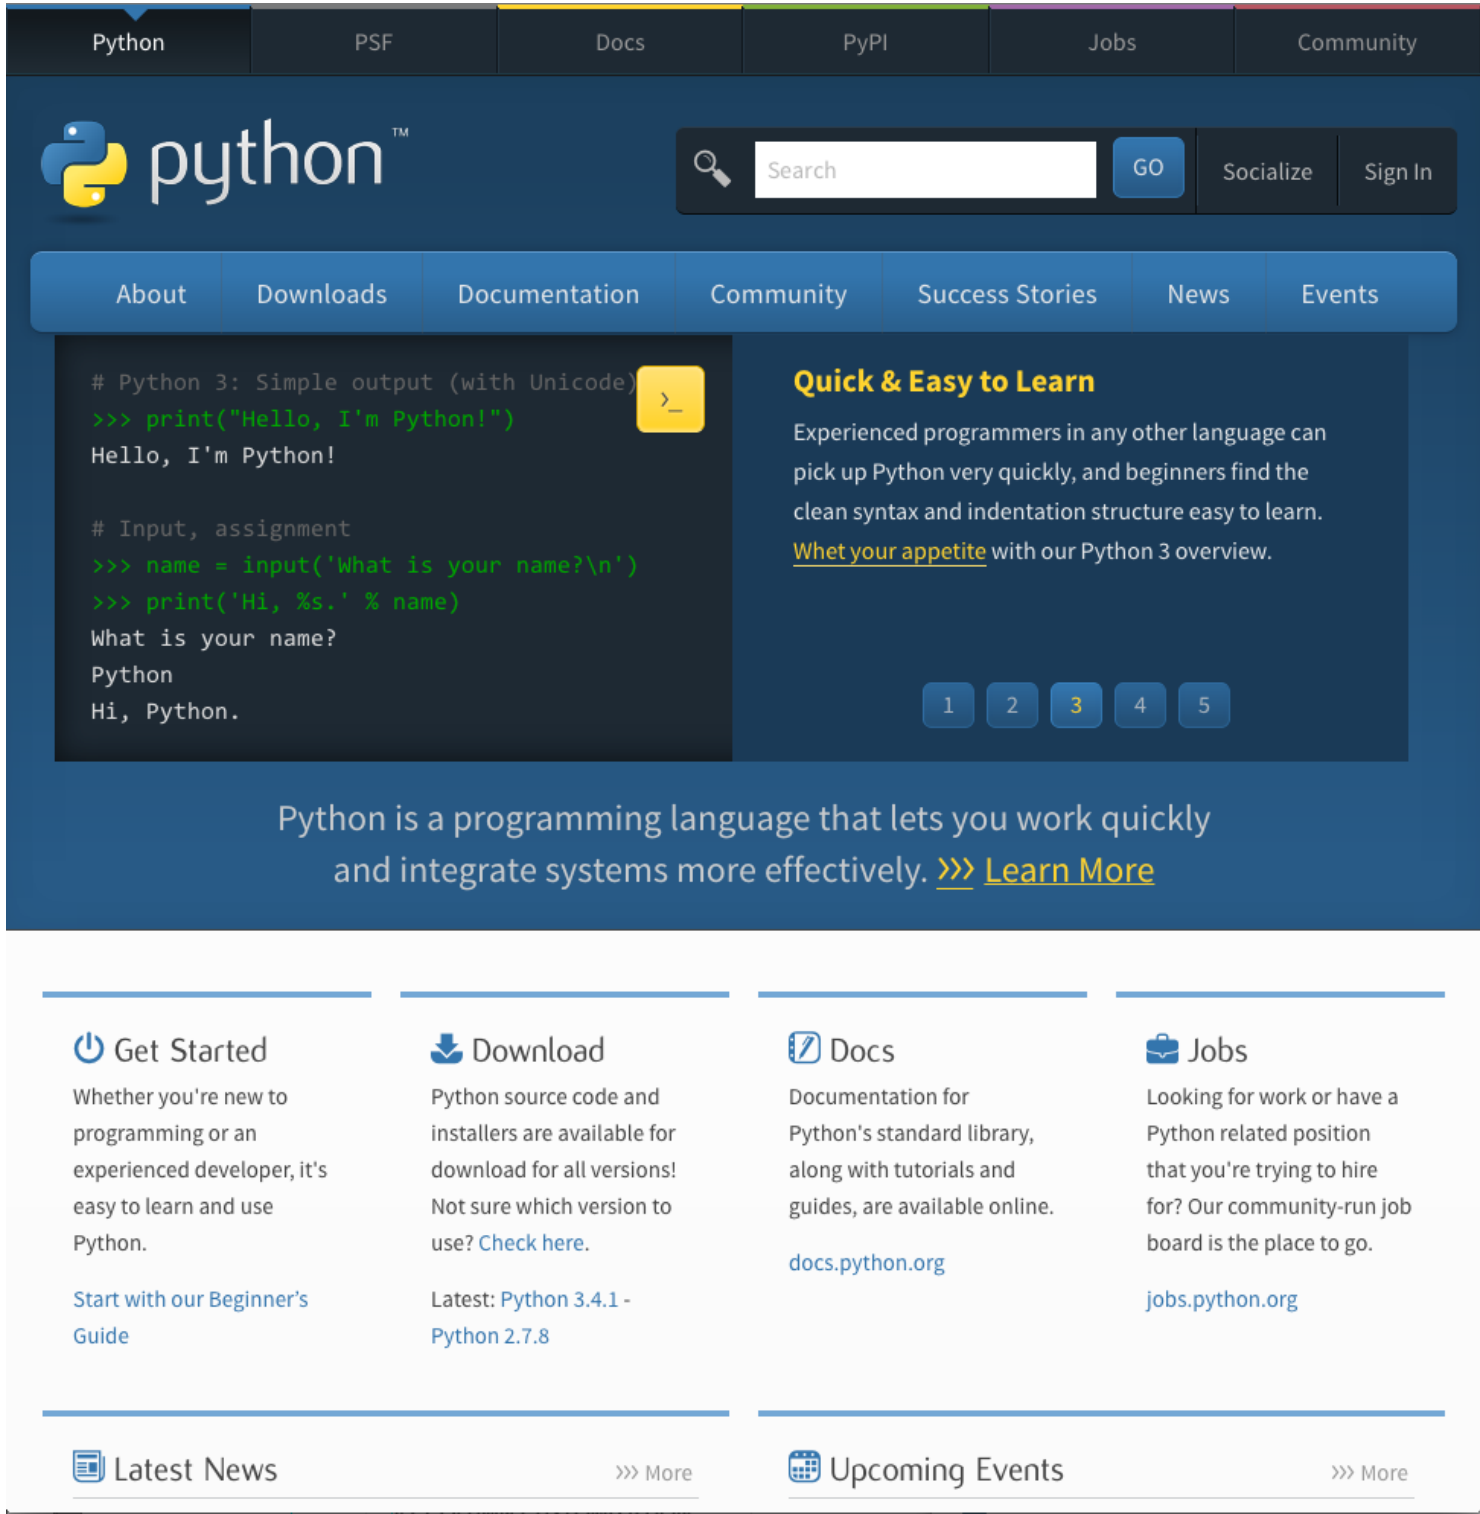 Python PSF Docs PyPI Jobs Community
python™
Search GO Socialize Sign In
About Downloads Documentation Community Success Stories News Events
# Python 3: Simple output (with Unicode)
>>> print("Hello, I'm Python!")
Hello, I'm Python!
# Input, assignment
>>> name = input('What is your name?\n')
>>> print('Hi, %s.' % name)
What is your name?
Python
Hi, Python.
>_
Quick & Easy to Learn
Experienced programmers in any other language can
pick up Python very quickly, and beginners find the
clean syntax and indentation structure easy to learn.
Whet your appetite with our Python 3 overview.
1 2 3 4 5
Python is a programming language that lets you work quickly
and integrate systems more effectively. >>> Learn More
Get Started
Whether you're new to
programming or an
experienced developer, it's
easy to learn and use
Python.
Start with our Beginner’s
Guide
Download
Python source code and
installers are available for
download for all versions!
Not sure which version to
use? Check here.
Latest: Python 3.4.1 -
Python 2.7.8
Docs
Documentation for
Python's standard library,
along with tutorials and
guides, are available online.
docs.python.org
Jobs
Looking for work or have a
Python related position
that you're trying to hire
for? Our community-run job
board is the place to go.
jobs.python.org
Latest News >>> More
Upcoming Events >>> More